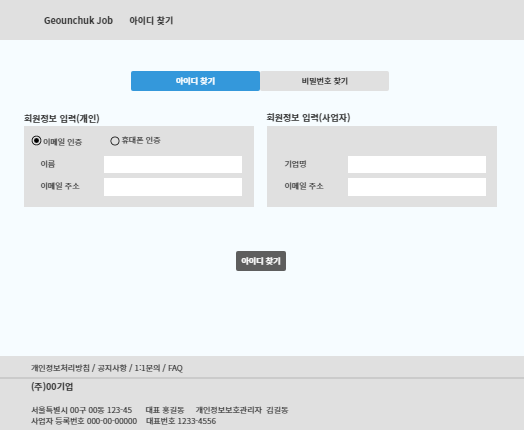 Geounchuk Job 아이디 찾기
아이디 찾기 비밀번호 찾기
회원정보 입력(개인)
이메일 인증 휴대폰 인증
이름
이메일 주소
회원정보 입력(사업자)
기업명
이메일 주소
아이디 찾기
개인정보처리방침 / 공지사항 / 1:1문의 / FAQ
(주)00기업
서울특별시 00구 00동 123-45 대표 홍길동 개인정보보호관리자 김길동
사업자 등록번호 000-00-00000 대표번호 1233-4556